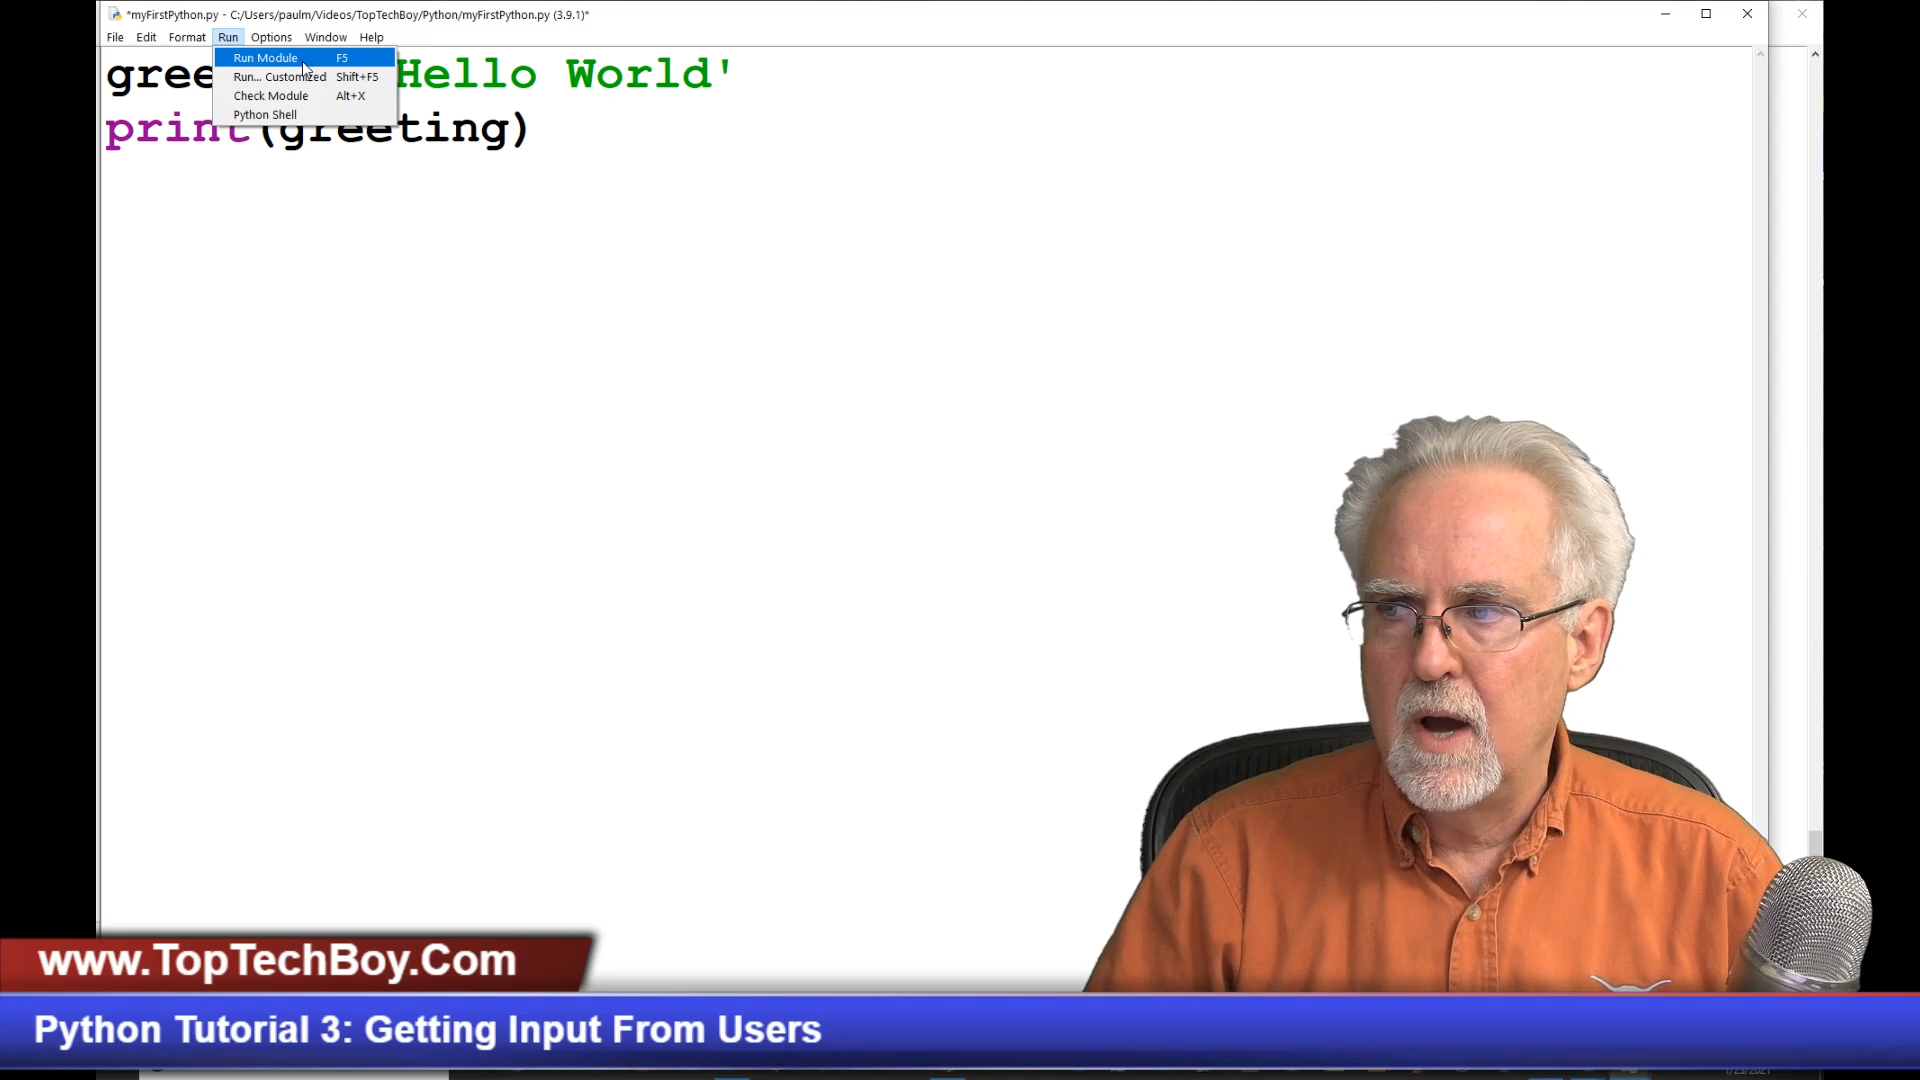 *myFirstPython.py - C:/Users/paulm/Videos/TopTechBoy/Python/myFirstPython.py (3.9.1)*
File Edit Format Run Options Window Help
Run Module F5
Run... Customized Shift+F5
Check Module Alt+X
Python Shell
gree Hello World'
print(greeting)
www.TopTechBoy.Com
Python Tutorial 3: Getting Input From Users